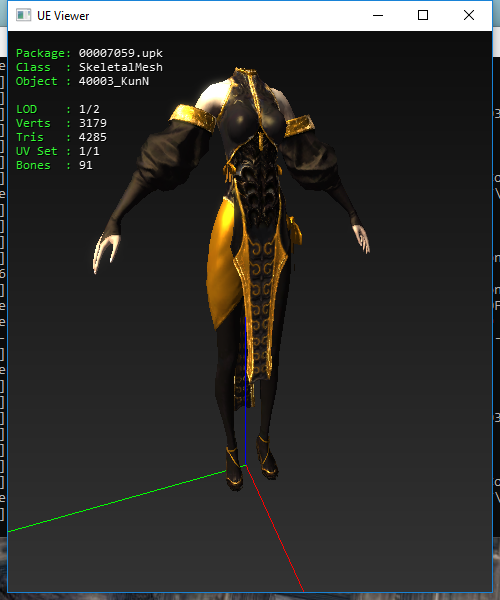 UE Viewer
Package: 00007059.upk
Class : SkeletalMesh
Object : 40003_KunN
LOD : 1/2
Verts : 3179
Tris : 4285
UV Set : 1/1
Bones : 91